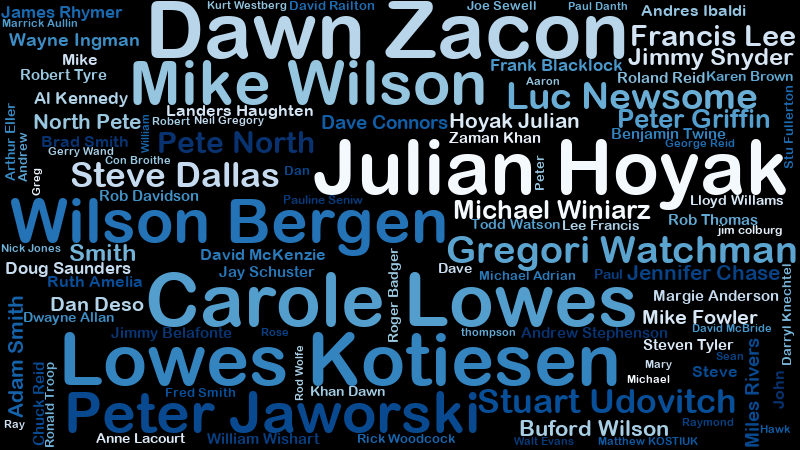 James Rhymer
Kurt Westberg
David Railton
Joe Sewell
Paul Danth
Andres Ibaldi
Marrick Aullin
Dawn Zacon
Wayne Ingman
Francis Lee
Mike
Mike Wilson
Frank Blacklock
Jimmy Snyder
Robert Tyre
Aaron
Roland Reid
Karen Brown
Al Kennedy
Luc Newsome
Stu Fullerton
Landers Haughten
Arthur Eller
Andrew
North Pete
William
Robert
Neil Gregory
Dave Connors
Hoyak Julian
Peter Griffin
Brad Smith
Pete North
Zaman Khan
Benjamin Twine
George Reid
Gerry Wand
Con Broithe
Julian Hoyak
Greg
Steve Dallas
Dan
Peter
Rob Davidson
Pauline Seniw
Lloyd Willams
Wilson Bergen
Michael Winiarz
Rob Thomas
Todd Watson
Lee Francis
jim colburg
Nick Jones
Smith
David McKenzie
Gregori Watchman
Doug Saunders
Jay Schuster
Roger Badger
Dave
Michael Adrian
Paul
Jennifer Chase
Darryl Knechtel
Ruth Amelia
Carole Lowes
Margie Anderson
Dan Deso
Adam Smith
Dwayne Allan
Mike Fowler
Jimmy Belafonte
Rose
thompson
Andrew Stephenson
David McBride
Lowes Kotiesen
Steven Tyler
Sean
Miles Rivers
Mary
Steve
John
Chuck Reid
Ronald Troop
Rod Wolfe
Michael
Fred Smith
Khan Dawn
Peter Jaworski
Stuart Udovitch
Ray
Buford Wilson
Raymond
Hawk
Anne Lacourt
William Wishart
Rick Woodcock
Walt Evans
Matthew KOSTIUK